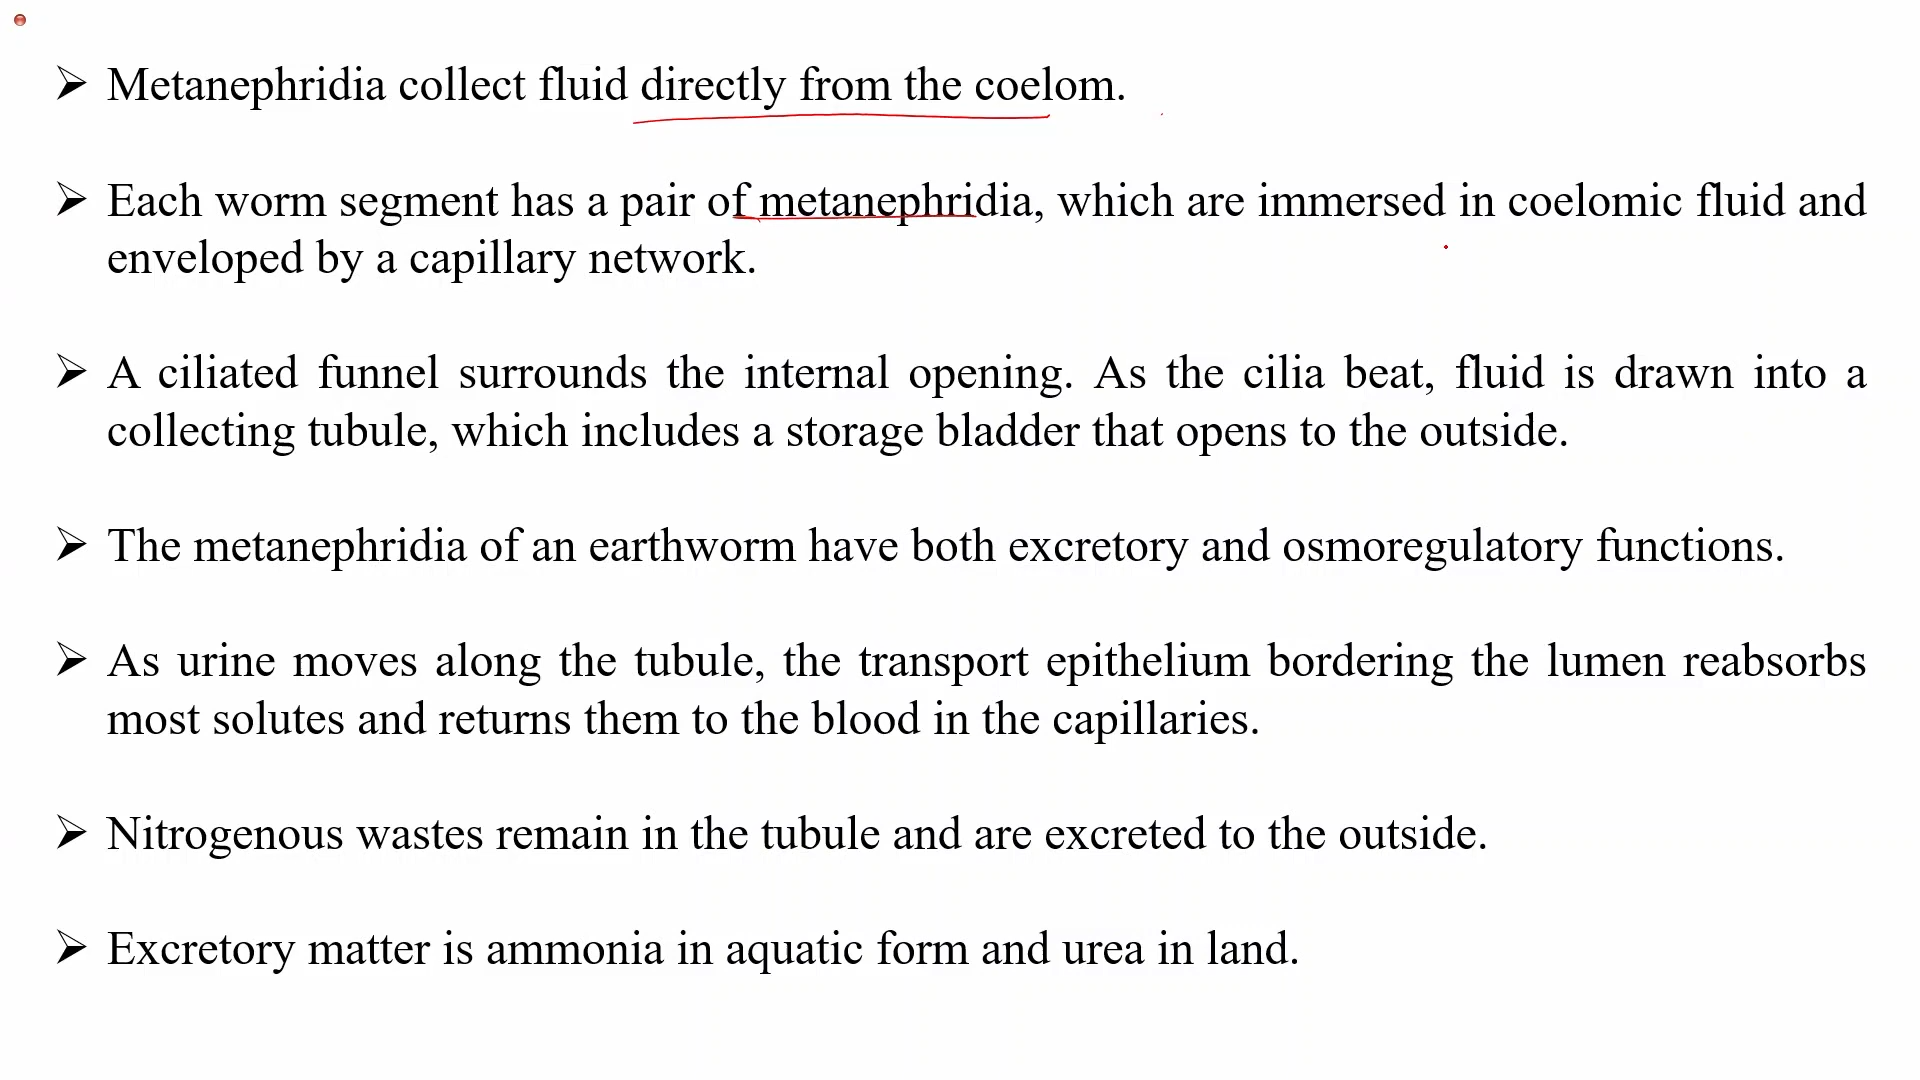 ➢ Metanephridia collect fluid directly from the coelom.
➢ Each worm segment has a pair of metanephridia, which are immersed in coelomic fluid and
enveloped by a capillary network.
➢ A ciliated funnel surrounds the internal opening. As the cilia beat, fluid is drawn into a
collecting tubule, which includes a storage bladder that opens to the outside.
➢ The metanephridia of an earthworm have both excretory and osmoregulatory functions.
➢ As urine moves along the tubule, the transport epithelium bordering the lumen reabsorbs
most solutes and returns them to the blood in the capillaries.
➢ Nitrogenous wastes remain in the tubule and are excreted to the outside.
➢ Excretory matter is ammonia in aquatic form and urea in land.